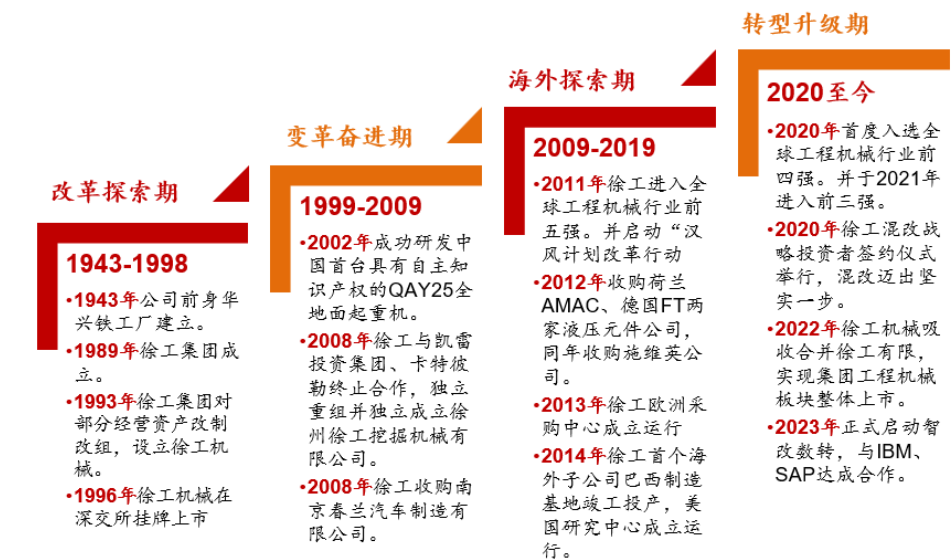 改革探索期
1943-1998
•1943年公司前身华
兴铁工厂建立。
•1989年徐工集团成
立。
•1993年徐工集团对
部分经营资产改制
改组，设立徐工机
械。
•1996年徐工机械在
深交所挂牌上市
变革奋进期
1999-2009
•2002年成功研发中
国首台具有自主知
识产权的QAY25全
地面起重机。
•2008年徐工与凯雷
投资集团、卡特彼
勒终止合作，独立
重组并独立成立徐
州徐工挖掘机械有
限公司。
•2008年徐工收购南
京春兰汽车制造有
限公司。
海外探索期
2009-2019
•2011年徐工进入全
球工程机械行业前
五强。并启动“汉
风计划改革行动
•2012年收购荷兰
AMAC、德国FT两
家液压元件公司，
同年收购施维英公
司。
•2013年徐工欧洲采
购中心成立运行
•2014年徐工首个海
外子公司巴西制造
基地竣工投产，美
国研究中心成立运
行。
转型升级期
2020至今
•2020年首度入选全
球工程机械行业前
四强。并于2021年
进入前三强。
•2020年徐工混改战
略投资者签约仪式
举行，混改迈出坚
实一步。
•2022年徐工机械吸
收合并徐工有限，
实现集团工程机械
板块整体上市。
•2023年正式启动智
改数转，与IBM、
SAP达成合作。